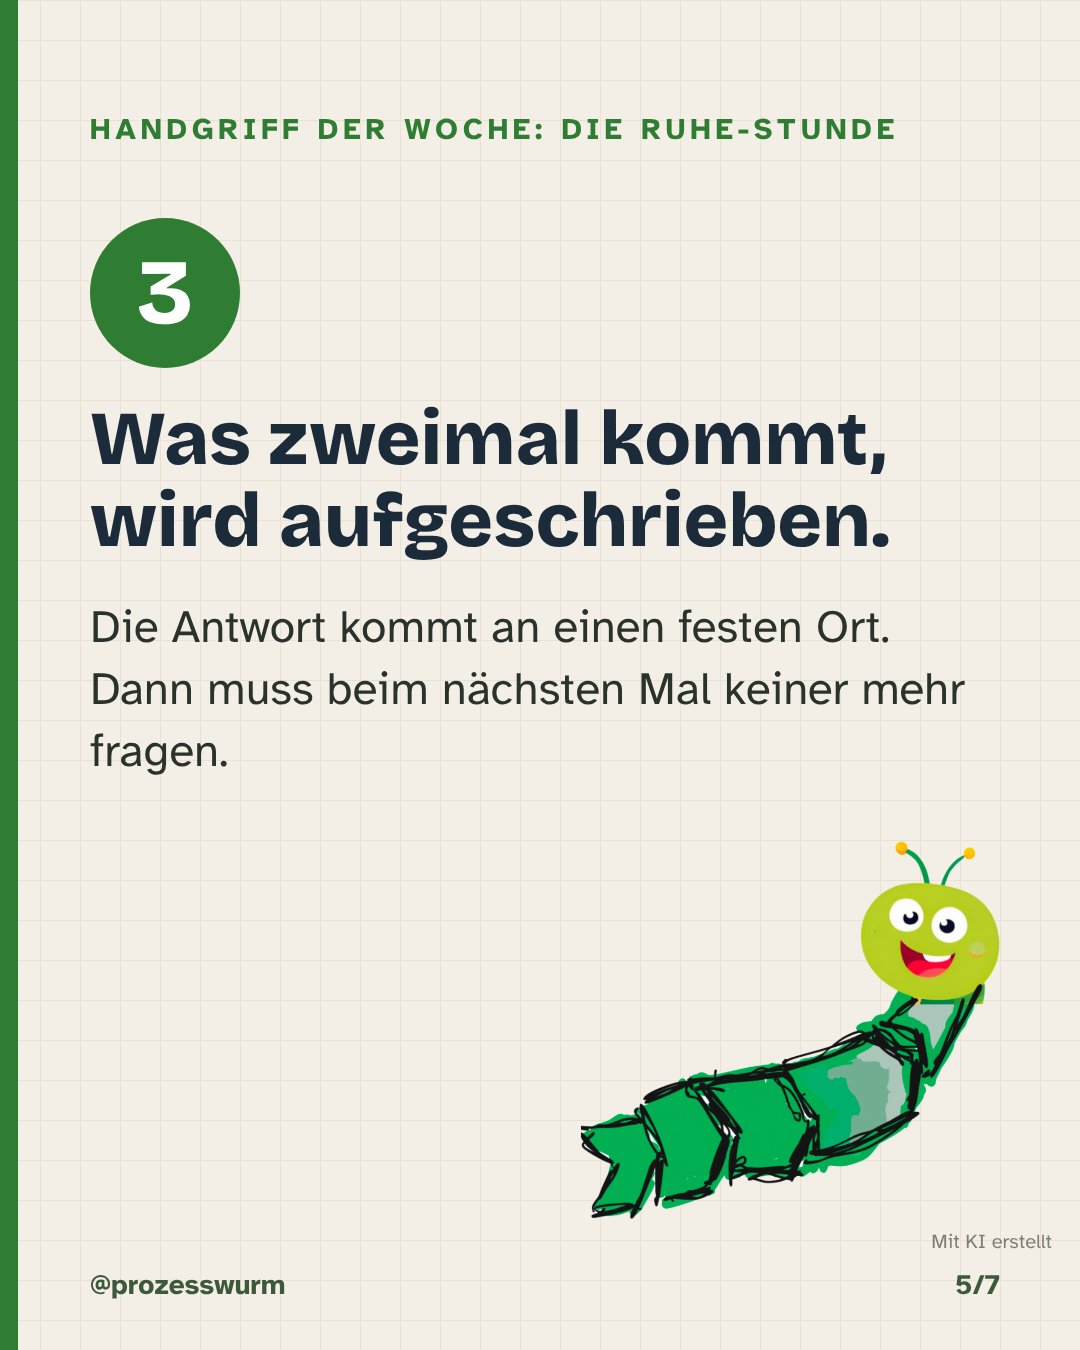 HANDGRIFF DER WOCHE: DIE RUHE-STUNDE
3
Was zweimal kommt,
wird aufgeschrieben.
Die Antwort kommt an einen festen Ort.
Dann muss beim nächsten Mal keiner mehr
fragen.
Mit KI erstellt
@prozesswurm
5/7